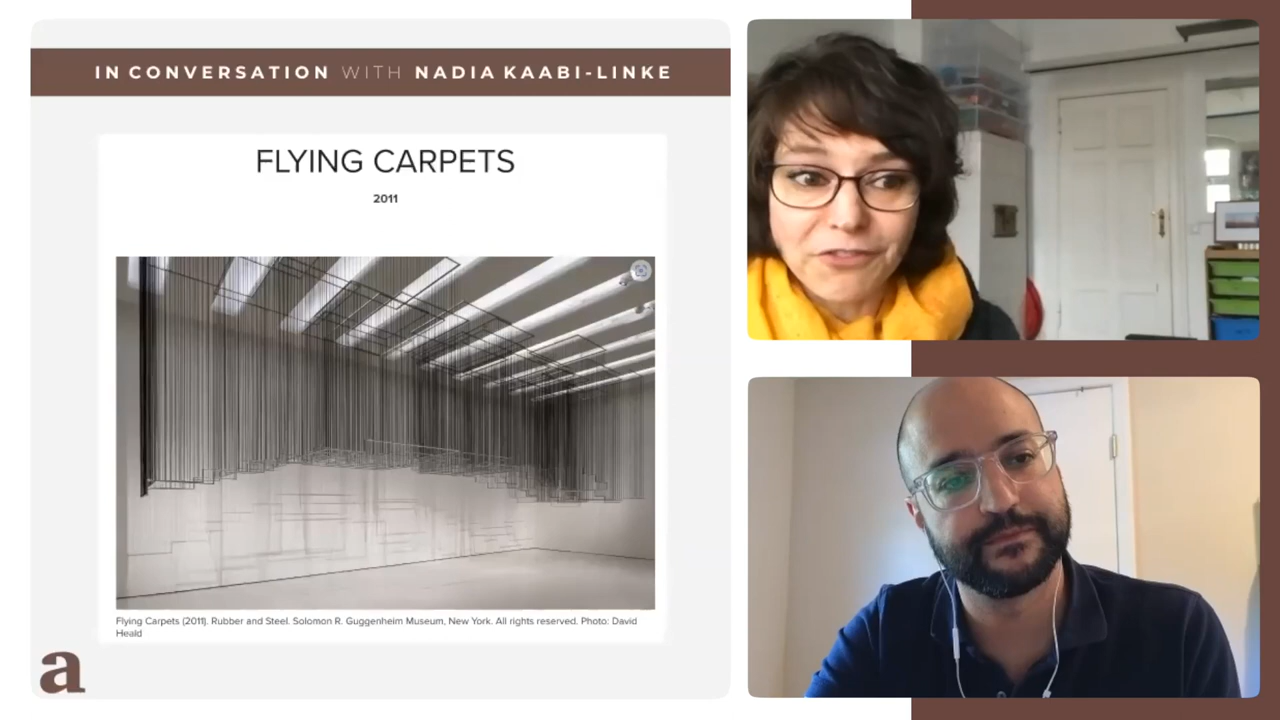 IN CONVERSATION WITH NADIA KAABI-LINKE
FLYING CARPETS
2011
Flying Carpets (2011). Rubber and Steel. Solomon R. Guggenheim Museum, New York. All rights reserved. Photo: David
Heald
a